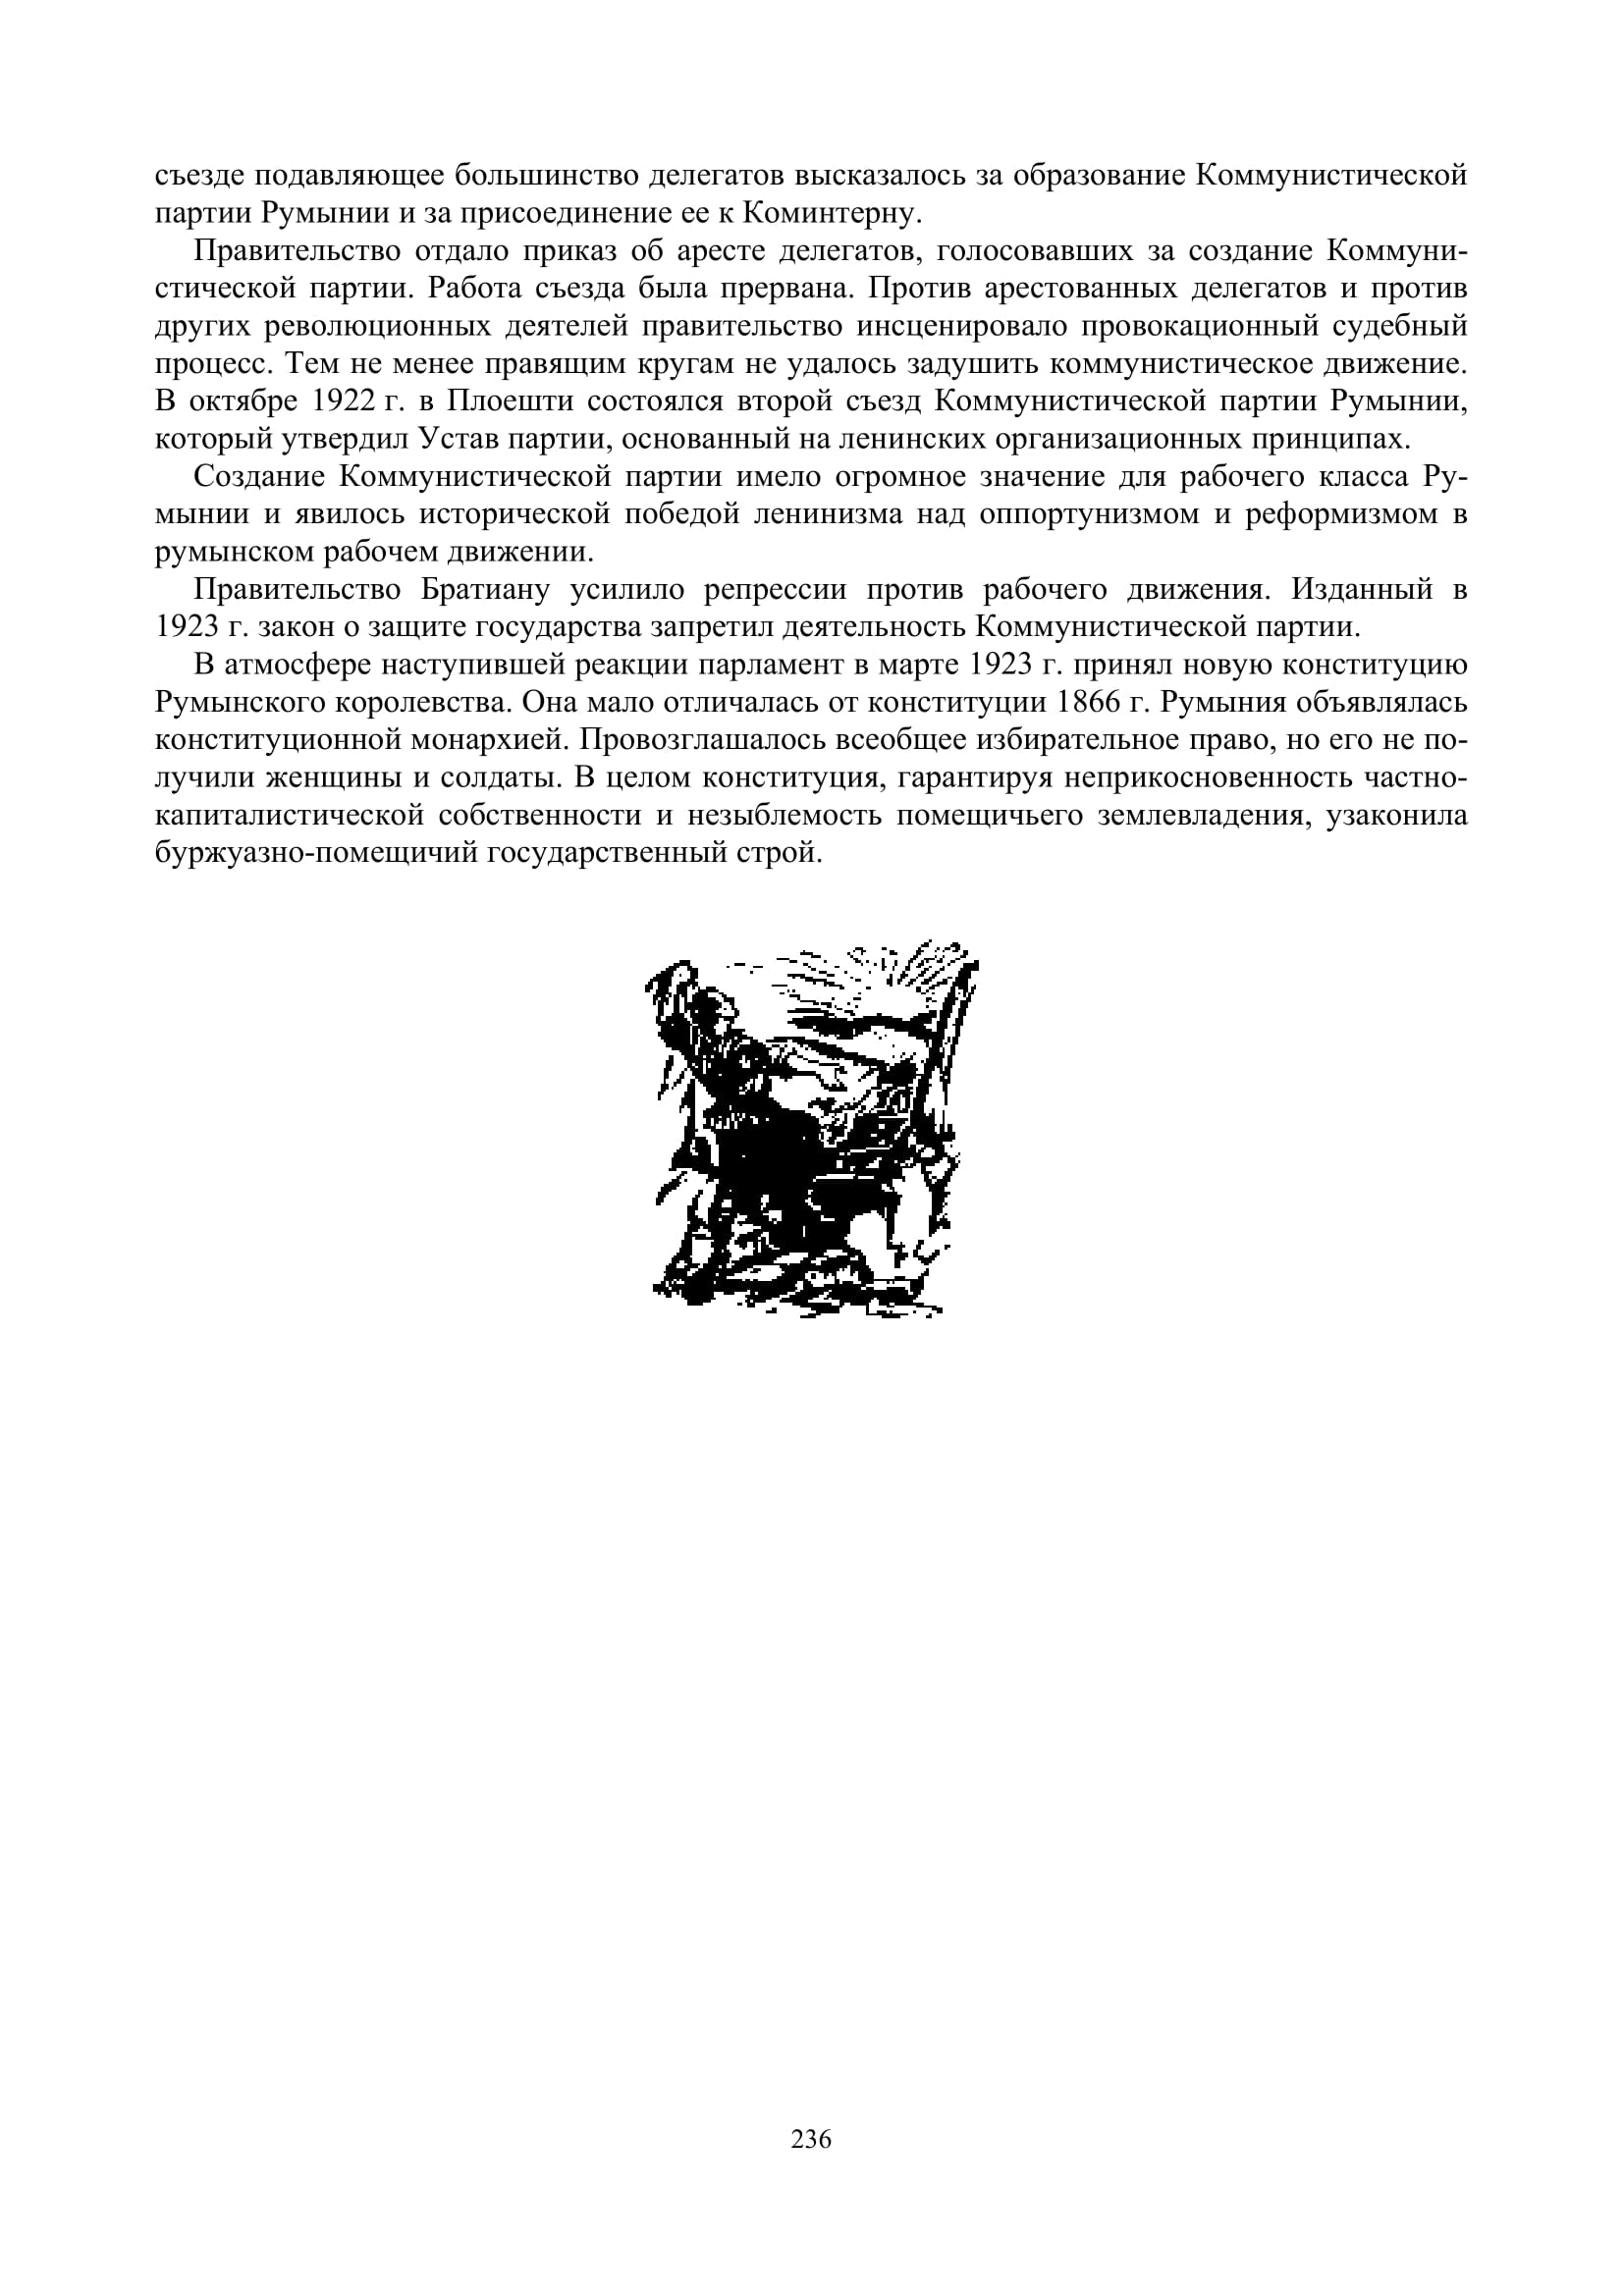 съезде подавляющее большинство делегатов высказалось за образование Коммунистической
партии Румынии и за присоединение ее к Коминтерну.
Правительство отдало приказ об аресте делегатов, голосовавших за создание Коммуни-
стической партии. Работа съезда была прервана. Против арестованных делегатов и против
других революционных деятелей правительство инсценировало провокационный судебный
процесс. Тем не менее правящим кругам не удалось задушить коммунистическое движение.
В октябре 1922 г. в Плоешти состоялся второй съезд Коммунистической партии Румынии,
который утвердил Устав партии, основанный на ленинских организационных принципах.
Создание Коммунистической партии имело огромное значение для рабочего класса Ру-
мынии и явилось исторической победой ленинизма над оппортунизмом и реформизмом в
румынском рабочем движении.
Правительство Братиану усилило репрессии против рабочего движения. Изданный в
1923 г. закон о защите государства запретил деятельность Коммунистической партии.
В атмосфере наступившей реакции парламент в марте 1923 г. принял новую конституцию
Румынского королевства. Она мало отличалась от конституции 1866 г. Румыния объявлялась
конституционной монархией. Провозглашалось всеобщее избирательное право, но его не по-
лучили женщины и солдаты. В целом конституция, гарантируя неприкосновенность частно-
капиталистической собственности и незыблемость помещичьего землевладения, узаконила
буржуазно-помещичий государственный строй.
236